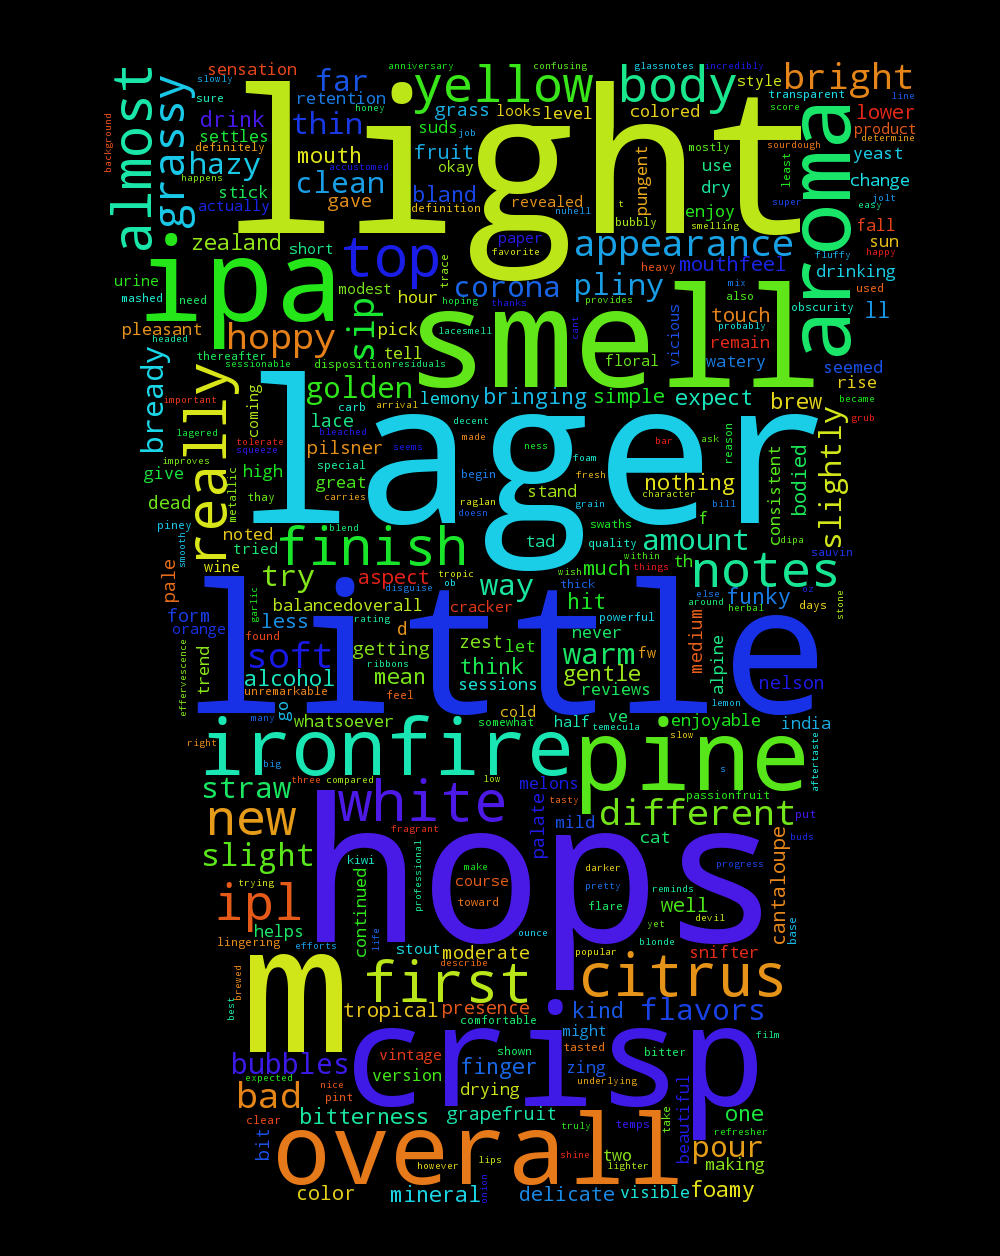 light
lager
little
hops
smell
crisp
m
ipa
aroma
overall
pine
ironfire
yellow
body
bright
almost
grassy
top
appearance
really
finish
notes
white
first
citrus
new
ipl
different
slight
soft
hazy
clean
thin
far
sensation
retention
drink
settles
definitely
stick
actually
slowly
sure
background
happens
anniversary
confusing
glassnotes
incredibly
style
transparent
line
score
lower
product
determine
sourdough
yeast
change
jolt
easy
super
least
mostly
colored
level
looks
grass
suds
job
honey
fruit
okay
mouth
accustomed
bland
definition
gave
revealed
nuhell
bubbly
smelling
t
pungent
use
dry
enjoy
fall
sun
happy
fluffy
drinking
used
mix
also
probably
obscurity
ll
mouthfeel
heavy
paper
favorite
trace
corona
pliny
provides
thanks
hoping
hour
modest
short
zealand
urine
mashed
need
pleasant
headed
hoppy
sip
pick
tell
lacesmell
cant
floral
vicious
touch
remain
watery
seemed
rise
became
grub
thereafter
sessionable
disposition
residuals
bready
important
golden
lemony
bringing
simple
expect
brew
coming
lace
carb
arrival
decent
ness
bar
ask
reason
lagered
tolerate
squeeze
bleached
pilsner
seems
made
foam
improves
give
high
special
great
carries
begin
fresh
grain
nothing
character
bill
consistent
bodied
slightly
dead
metallic
thay
raglan
stand
doesn
piney
smooth
noted
blend
tried
wine
swaths
quality
tad
amount
f
dipa
sauvin
within
things
th
much
wish
thick
way
tropic
ob
aspect
disguise
try
pale
form
orange
less
balancedoverall
rating
cracker
hit
powerful
else
around
herbal
funky
oz
days
stone
garlic
found
d
getting
zest
let
never
warm
fw
medium
alpine
nelson
think
gentle
reviews
sessions
mean
ribbons
alcohol
unremarkable
feel
effervescence
trend
many
go
whatsoever
cold
somewhat
half
ve
temecula
enjoyable
slow
lemon
india
aftertaste
right
big
three
compared
low
straw
melons
tasty
passionfruit
s
put
buds
palate
mild
cat
fragrant
kiwi
make
darker
progress
cantaloupe
trying
continued
professional
course
toward
pretty
reminds
flare
well
devil
yet
base
helps
lingering
efforts
life
stout
moderate
ounce
popular
blonde
snifter
describe
best
brewed
tropical
presence
comfortable
kind
flavors
might
film
bubbles
vintage
version
shown
finger
tasted
zing
bitter
underlying
expected
nice
pint
drying
beautiful
bad
clear
bitterness
grapefruit
truly
temps
take
one
refresher
bit
pour
making
however
lips
shine
two
lighter
color
mineral
onion
delicate
visible
foamy